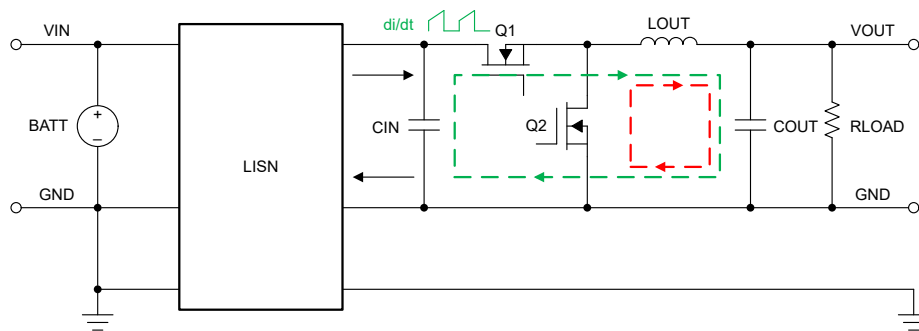 VIN
di/dt
Q1
LOUT
VOUT
+
BATT
−
LISN
CIN
Q2
COUT
RLOAD
GND
GND